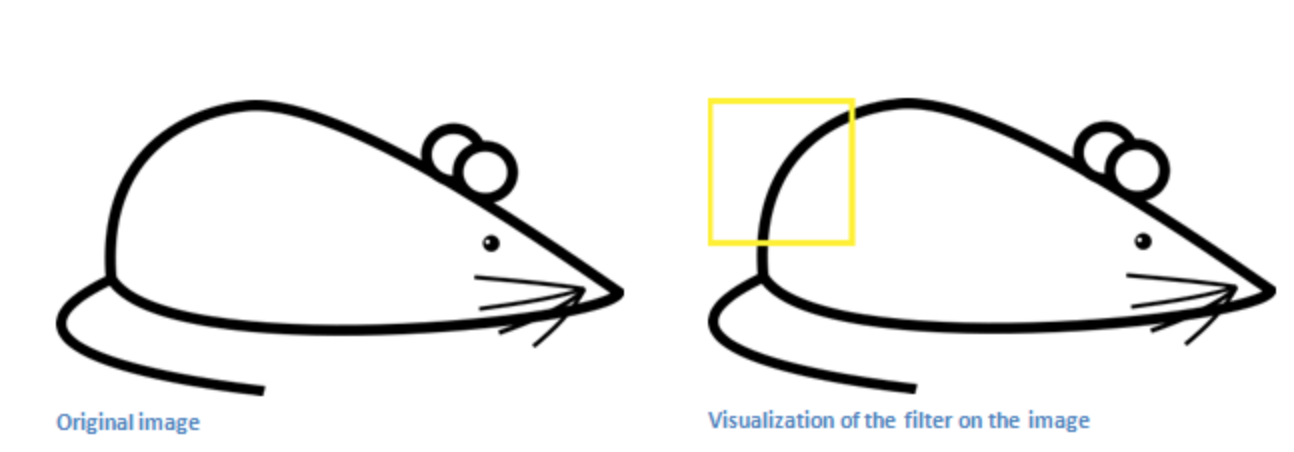 Original image
Visualization of the filter on the image